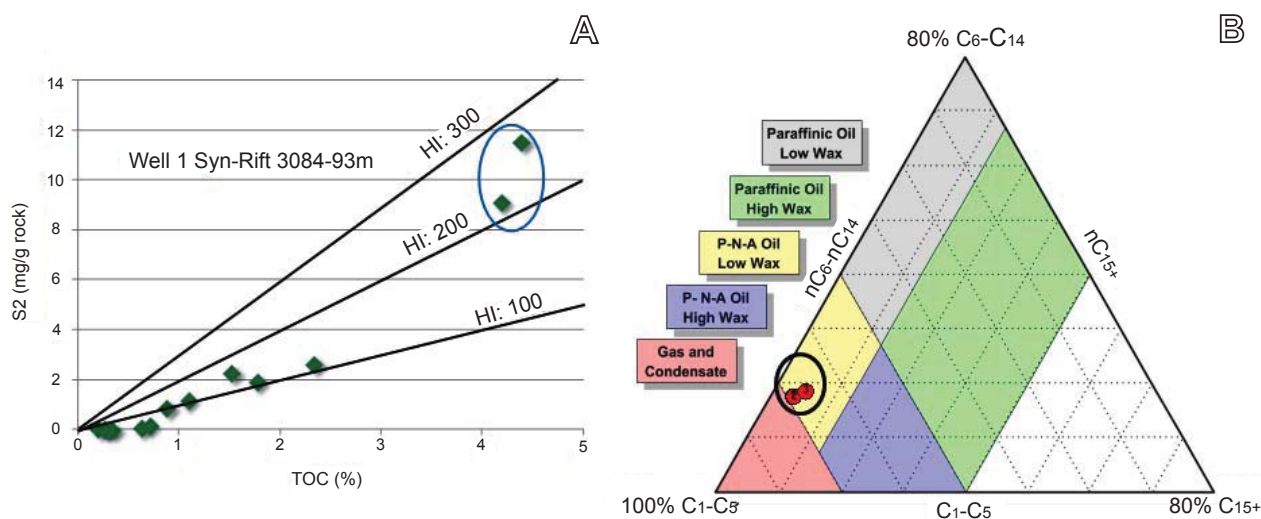 A
14
12
10
8
6
4
2
0
S2 (mg/g rock)
Well 1 Syn-Rift 3084-93m
HI: 300
HI: 200
HI: 100
0 1 2 3 4 5
TOC (%)
B
80% C6-C14
Paraffinic Oil
Low Wax
Paraffinic Oil
High Wax
P-N-A Oil
Low Wax
P- N-A Oil
High Wax
Gas and
Condensate
nC6-nC14
nC15+
100% C1-C5
C1-C5
80% C15+